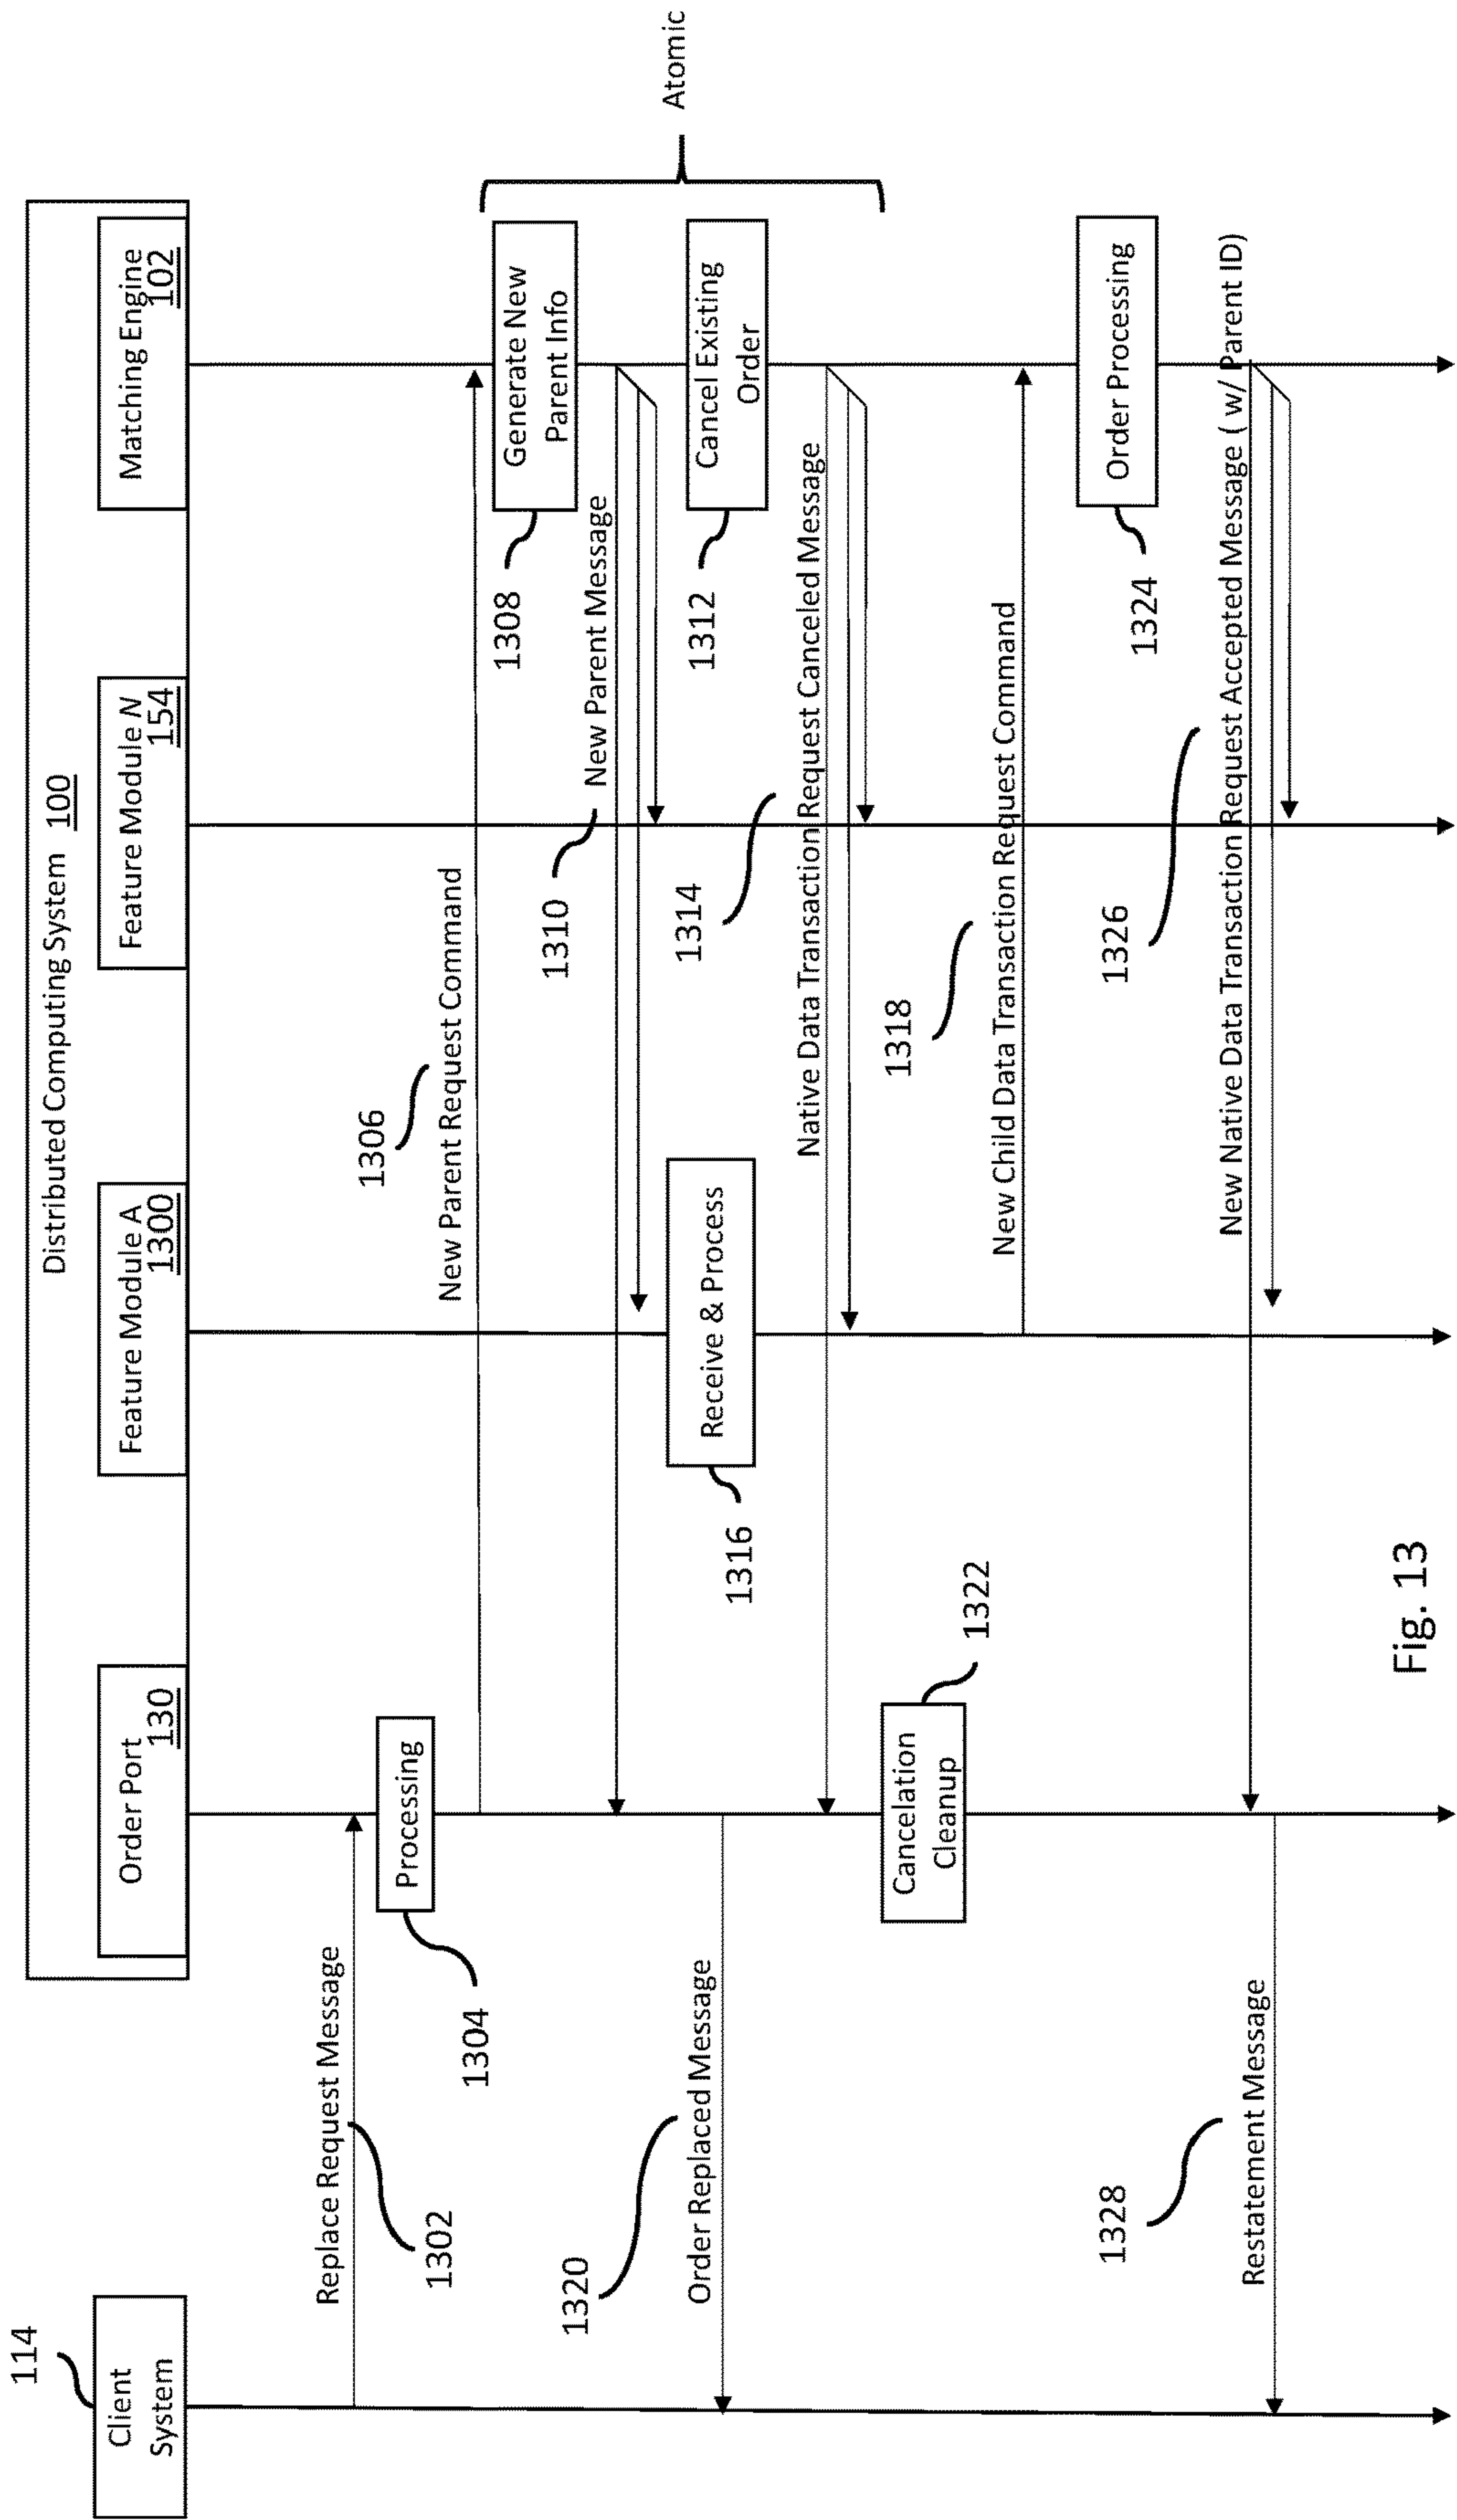 Distributed Computing System 100
114
Client
System
Order Port
130
Feature Module A
1300
Feature Module N
154
Matching Engine
102
Replace Request Message
1302
Processing
1304
1306
New Parent Request Command
Generate New
Parent Info
1308
Atomic
1310
New Parent Message
Cancel Existing
Order
1312
Receive & Process
1316
1320
Order Replaced Message
1314
Native Data Transaction Request Canceled Message
Cancelation
Cleanup
1322
1318
New Child Data Transaction Request Command
Order Processing
1324
1326
New Native Data Transaction Request Accepted Message ( w/ Parent ID)
1328
Restatement Message
Fig. 13